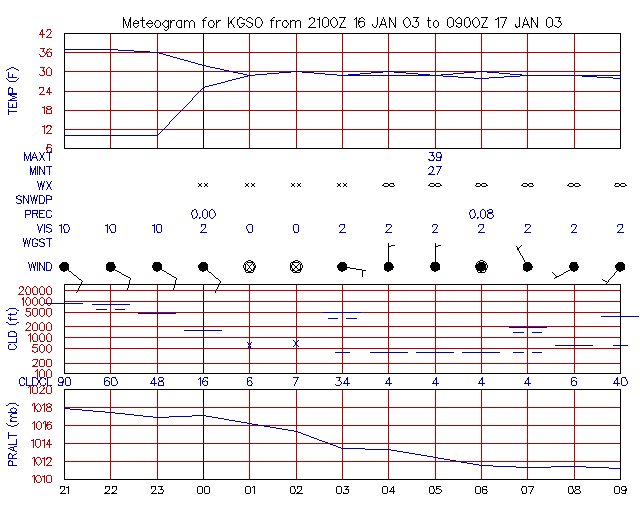 Meteogram for KGSO from 2100Z 16 JAN 03 to 0900Z 17 JAN 03
TEMP (F)
42
36
30
24
18
12
6
MAXT 39
MINT 27
WX ×× ×× ×× ×× ∞ ∞ ∞ ∞ ∞ ∞
SNWDP
PREC 0.00 0.08
VIS 10 10 10 2 0 0 2 2 2 2 2 2 2
WGST
WIND
CLD (ft)
20000
10000
5000
2000
1000
500
200
100
CLDCL 90 60 48 16 6 7 34 4 4 4 4 6 40
PRALT (mb)
1020
1018
1016
1014
1012
1010
21 22 23 00 01 02 03 04 05 06 07 08 09